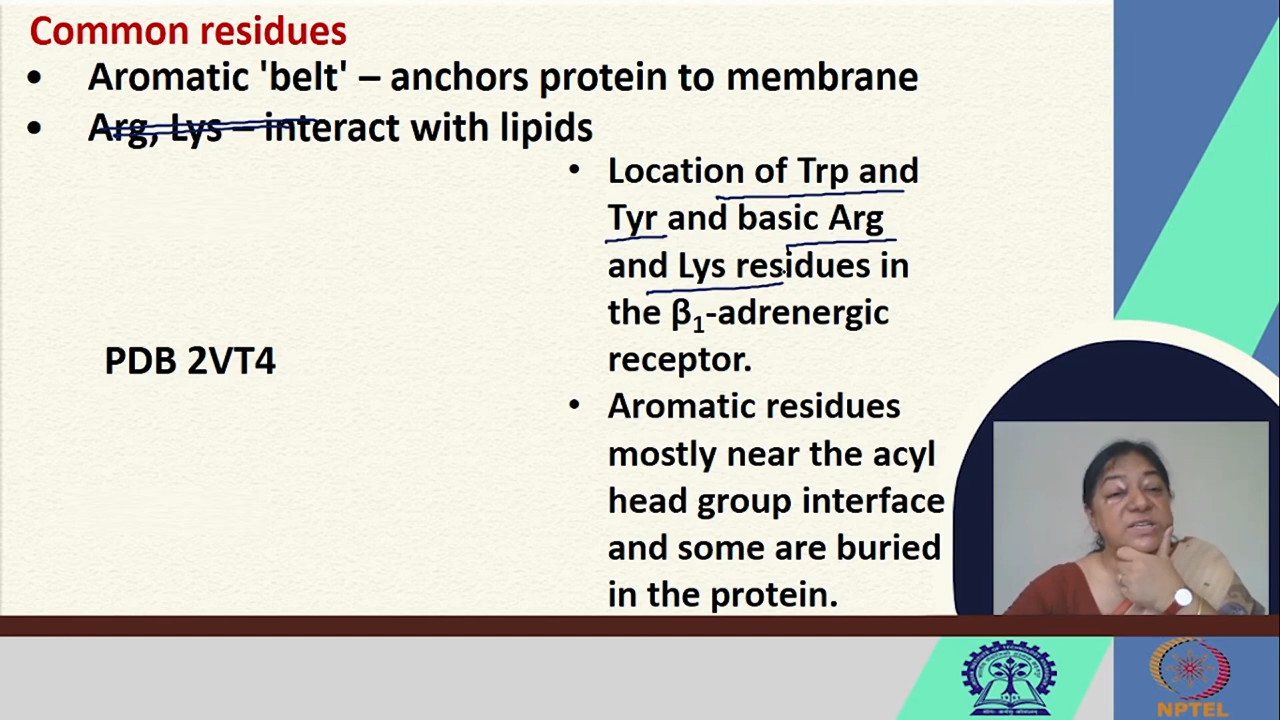 Common residues
• Aromatic 'belt' – anchors protein to membrane
• Arg, Lys – interact with lipids
• Location of Trp and
Tyr and basic Arg
and Lys residues in
the β₁-adrenergic
receptor.
PDB 2VT4
• Aromatic residues
mostly near the acyl
head group interface
and some are buried
in the protein.
NPTEL